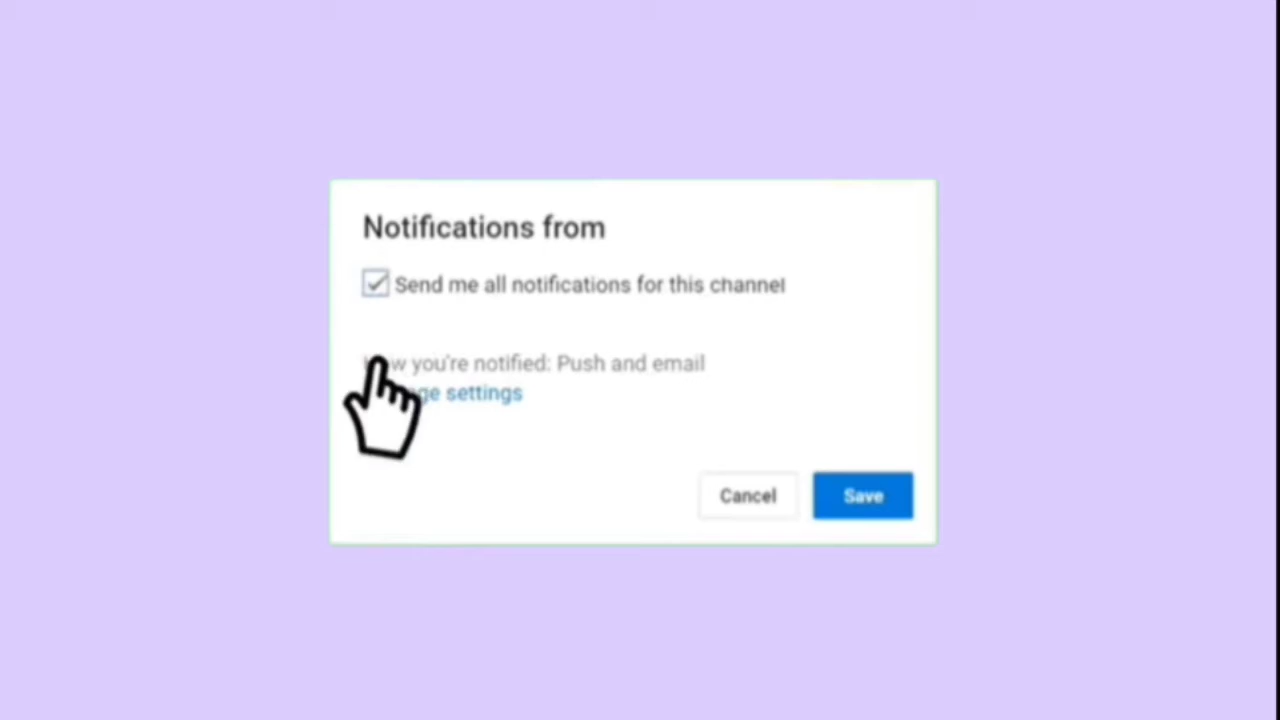 Notifications from
Send me all notifications for this channel
you're notified: Push and email
settings
Cancel
Save